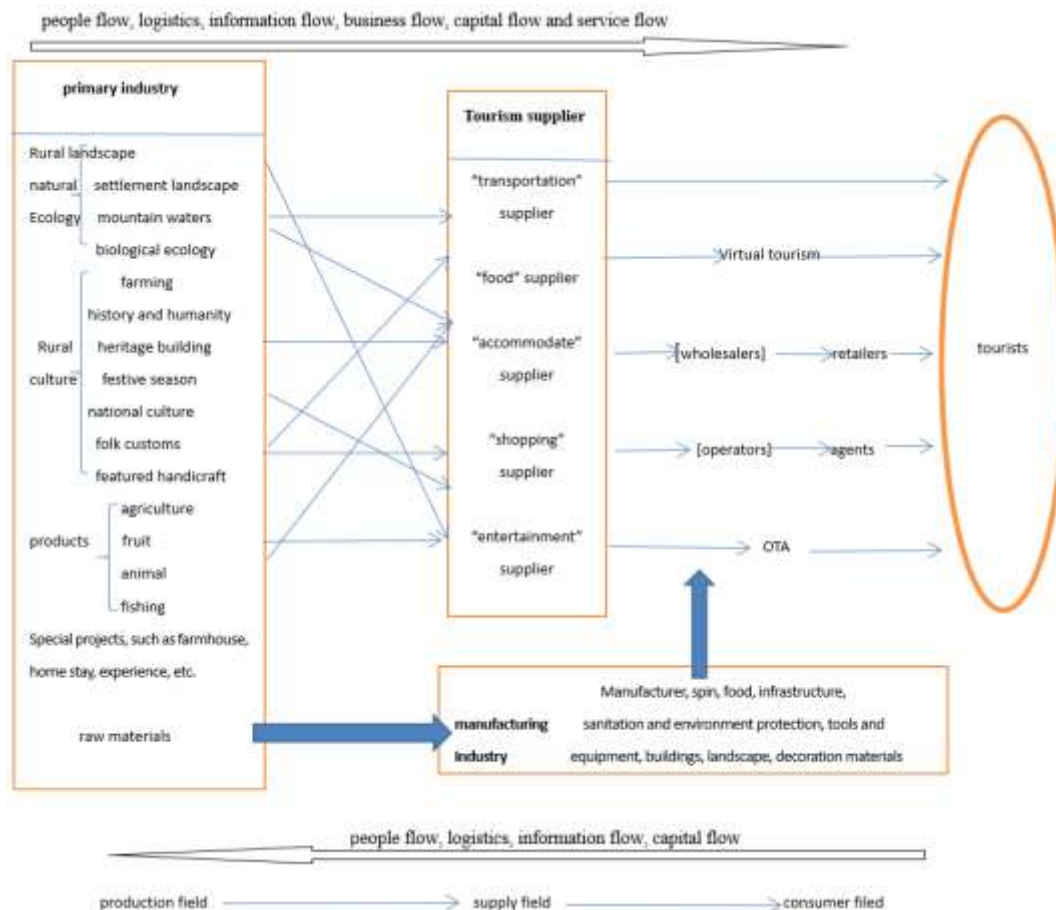 people flow, logistics, information flow, business flow, capital flow and service flow
primary industry
Rural landscape
natural settlement landscape
Ecology mountain waters
biological ecology
farming
history and humanity
Rural heritage building
culture festive season
national culture
folk customs
featured handicraft
agriculture
products fruit
animal
fishing
Special projects, such as farmhouse,
home stay, experience, etc.
raw materials
Tourism supplier
"transportation"
supplier
"food" supplier
"accommodate"
supplier
"shopping"
supplier
"entertainment"
supplier
Virtual tourism
[wholesalers] retailers
[operators] agents
OTA
tourists
Manufacturer, spin, food, infrastructure,
manufacturing sanitation and environment protection, tools and
Industry equipment, buildings, landscape, decoration materials
people flow, logistics, information flow, capital flow
production field supply field consumer filed